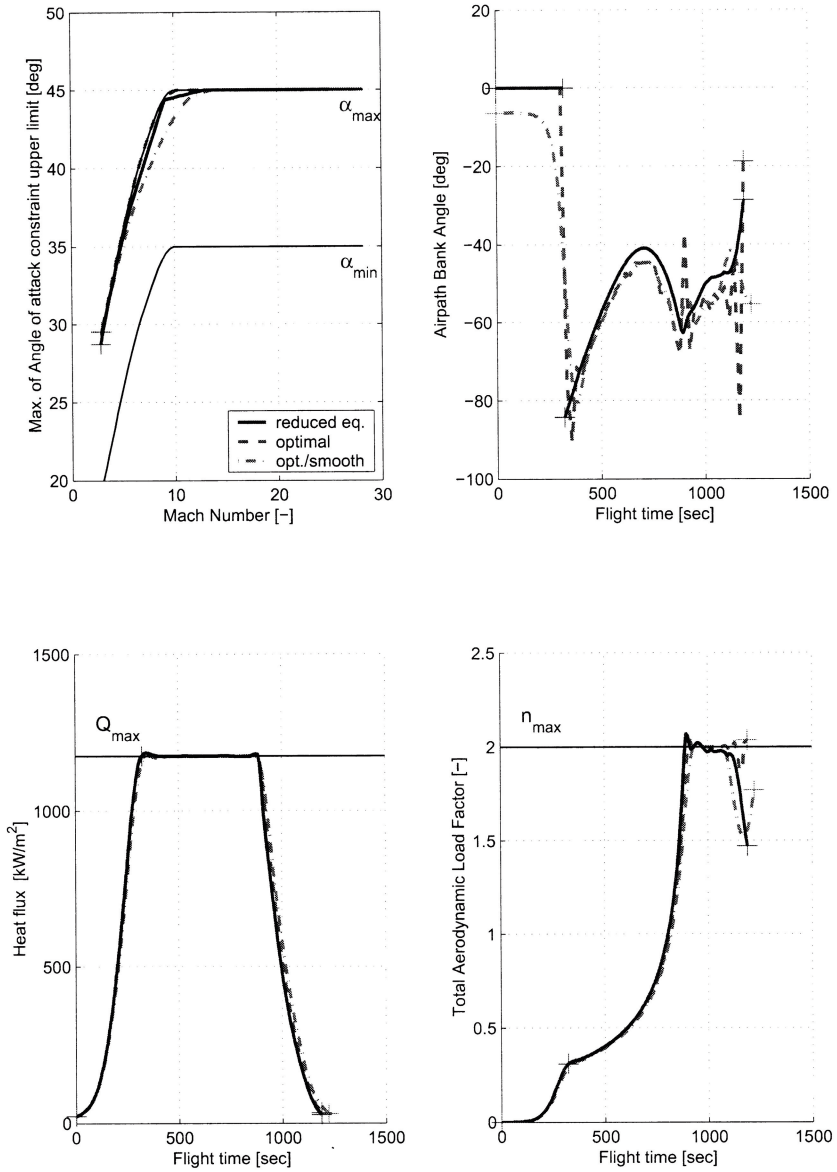 50
45
40
35
30
25
20
0
10
20
30
Max. of Angle of attack constraint upper limit [deg]
Mach Number [−]
αmax
αmin
reduced eq.
optimal
opt./smooth
20
0
−20
−40
−60
−80
−100
0
500
1000
1500
Airpath Bank Angle [deg]
Flight time [sec]
1500
1000
500
0
0
500
1000
1500
Heat flux [kW/m²]
Flight time [sec]
Qmax
2.5
2
1.5
1
0.5
0
0
500
1000
1500
Total Aerodynamic Load Factor [−]
Flight time [sec]
nmax